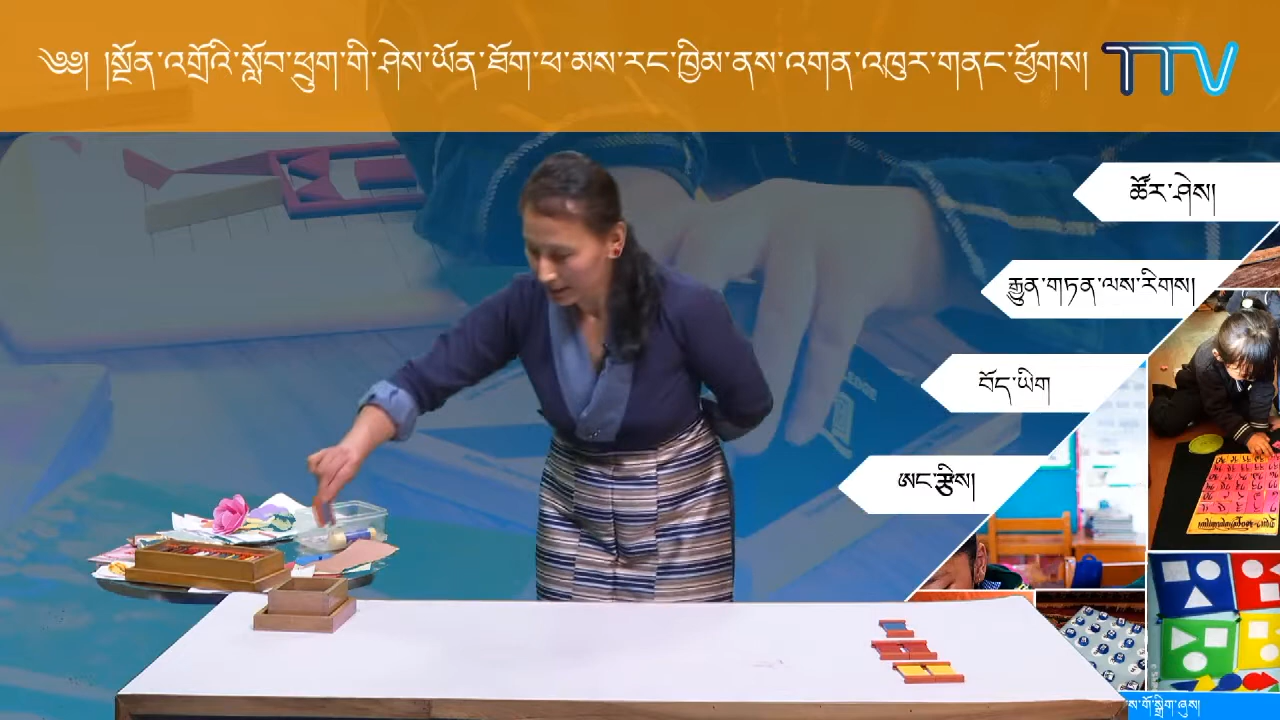 ༄༅། །སྔོན་འགྲོའི་སློབ་ཕྲུག་གི་ཤེས་ཡོན་ཐོག་ཕ་མས་རང་ཁྱིམ་ནས་འགན་འཁུར་གནང་ཕྱོགས།
TTV
ཚོར་ཤེས།
རྒྱུན་གཏན་ལས་རིགས།
བོད་ཡིག
ཨང་རྩིས།
ས་གོ་སྒྲིག་ཞུས།